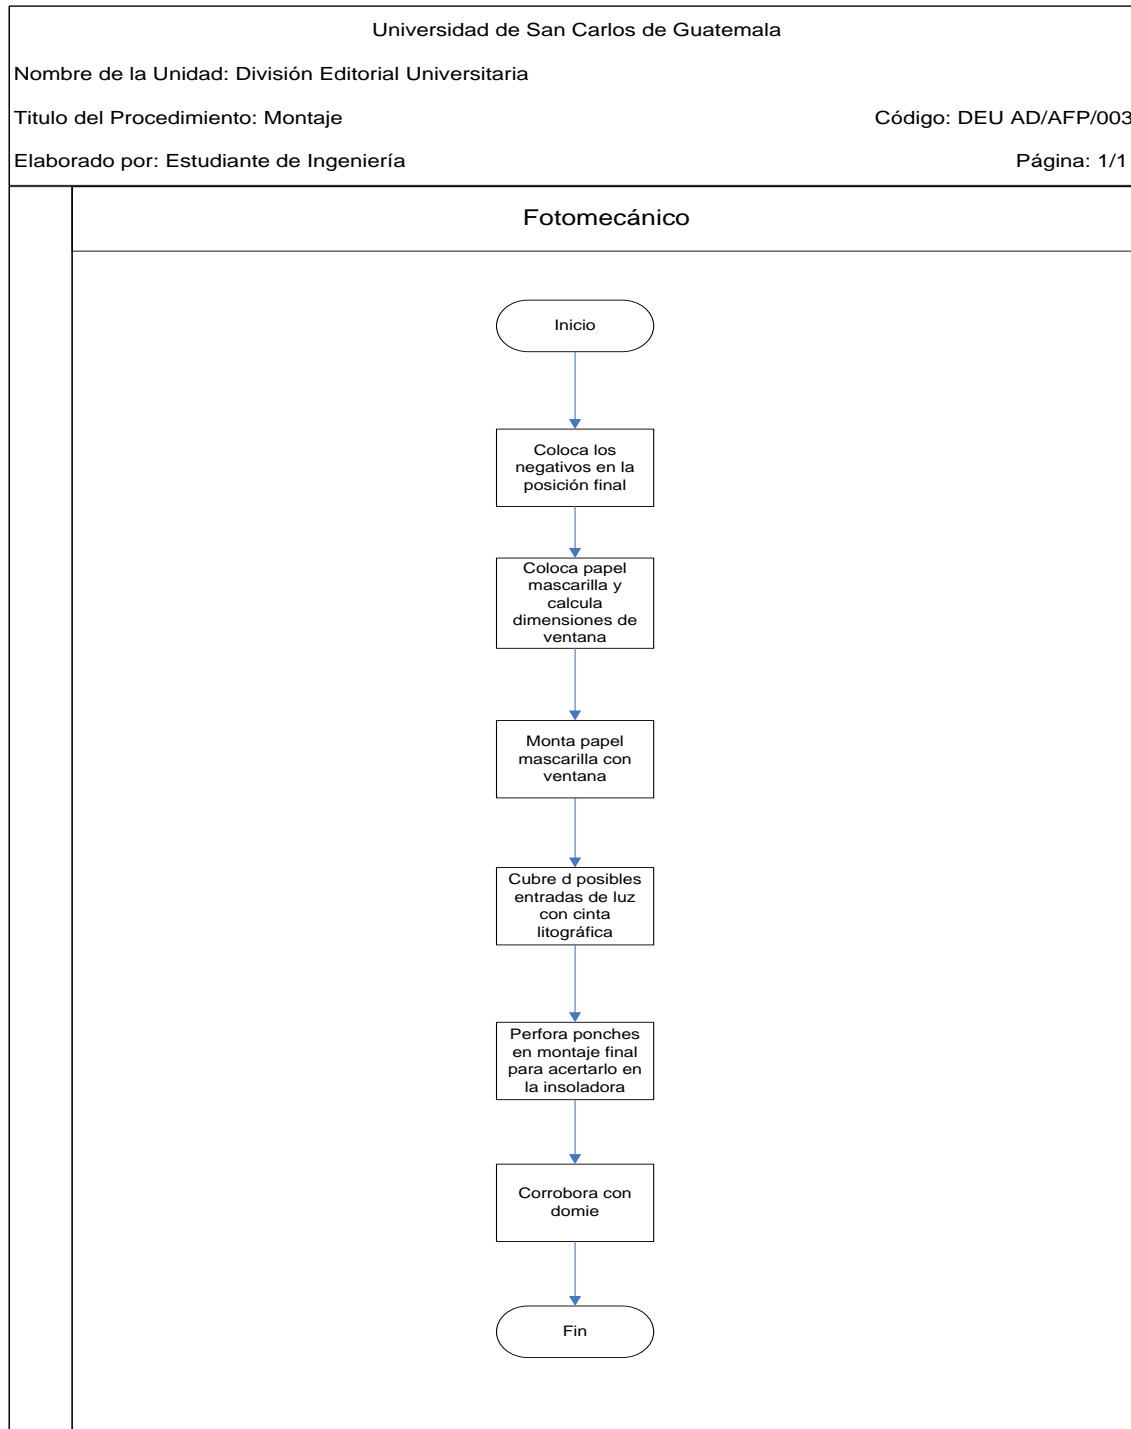 Universidad de San Carlos de Guatemala
Nombre de la Unidad: División Editorial Universitaria
Titulo del Procedimiento: Montaje
Código: DEU AD/AFP/003
Elaborado por: Estudiante de Ingeniería
Página: 1/1
Fotomecánico
Inicio
Coloca los
negativos en la
posición final
Coloca papel
mascarilla y
calcula
dimensiones de
ventana
Monta papel
mascarilla con
ventana
Cubre d posibles
entradas de luz
con cinta
litográfica
Perfora ponches
en montaje final
para acertarlo en
la insoladora
Corrobora con
domie
Fin